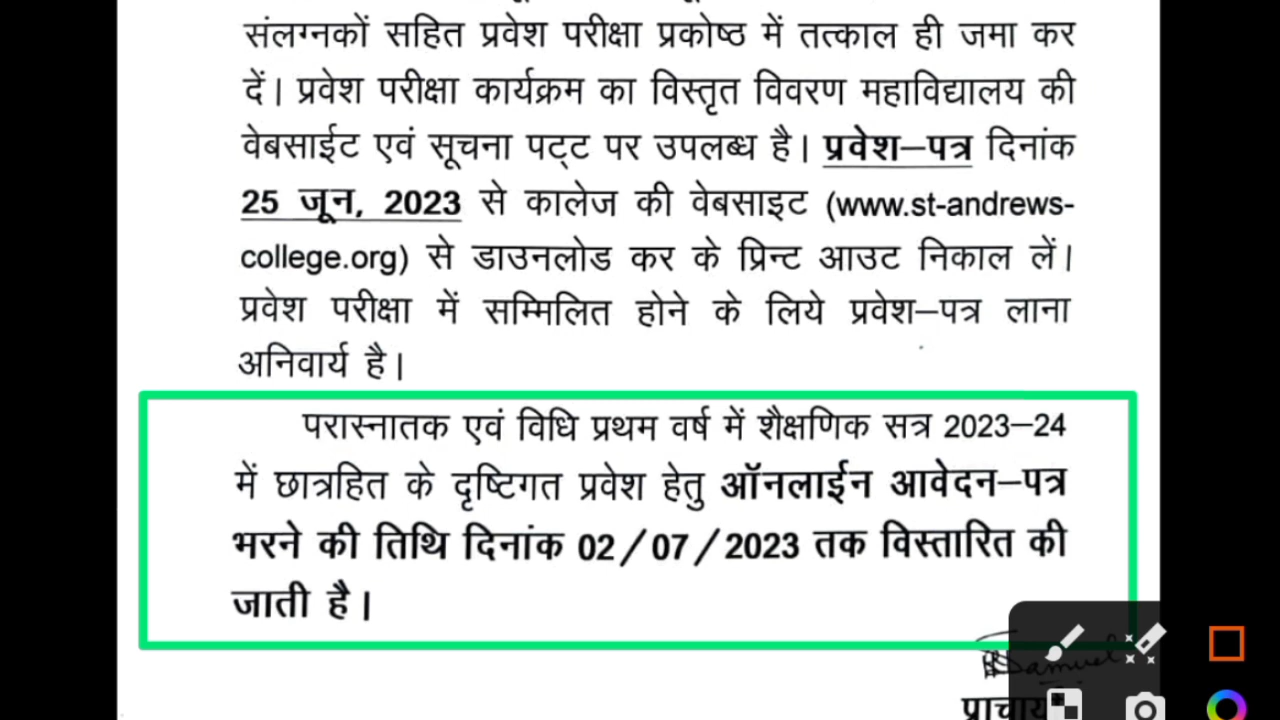 संलग्नकों सहित प्रवेश परीक्षा प्रकोष्ठ में तत्काल ही जमा कर
दें। प्रवेश परीक्षा कार्यक्रम का विस्तृत विवरण महाविद्यालय की
वेबसाईट एवं सूचना पट्ट पर उपलब्ध है। प्रवेश–पत्र दिनांक
25 जून, 2023 से कालेज की वेबसाइट (www.st-andrews-
college.org) से डाउनलोड कर के प्रिन्ट आउट निकाल लें।
प्रवेश परीक्षा में सम्मिलित होने के लिये प्रवेश–पत्र लाना
अनिवार्य है।
परास्नातक एवं विधि प्रथम वर्ष में शैक्षणिक सत्र 2023–24
में छात्रहित के दृष्टिगत प्रवेश हेतु ऑनलाईन आवेदन–पत्र
भरने की तिथि दिनांक 02/07/2023 तक विस्तारित की
जाती है।